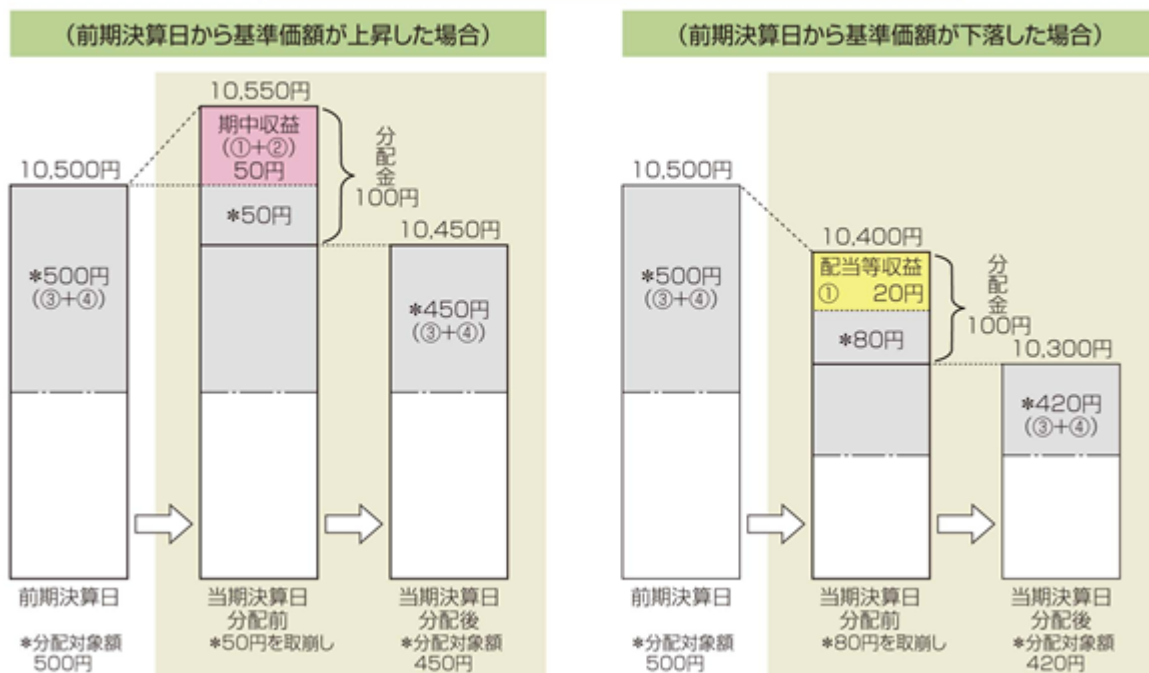 (前期決算日から基準価額が上昇した場合)
10,550円
期中収益
(①+②)
50円
*50円
分配金
100円
10,500円
*500円
(③+④)
10,450円
*450円
(③+④)
前期決算日
*分配対象額
500円
当期決算日
分配前
*50円を取崩し
当期決算日
分配後
*分配対象額
450円
(前期決算日から基準価額が下落した場合)
10,500円
*500円
(③+④)
10,400円
配当等収益
① 20円
*80円
分配金
100円
10,300円
*420円
(③+④)
前期決算日
*分配対象額
500円
当期決算日
分配前
*80円を取崩し
当期決算日
分配後
*分配対象額
420円